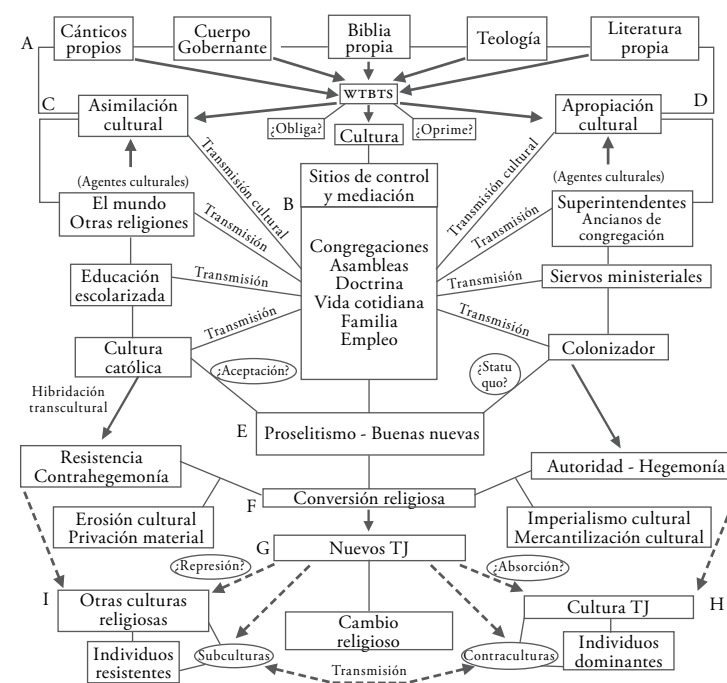 Cánticos
propios
Cuerpo
Gobernante
Biblia
propia
Teología
Literatura
propia
A
WTBTS
C
D
Asimilación
cultural
¿Obliga?
Cultura
¿Oprime?
Apropiación
cultural
Transmisión cultural
Transmisión cultural
(Agentes culturales)
(Agentes culturales)
Sitios de control
y mediación
B
El mundo
Otras religiones
Transmisión
Transmisión
Superintendentes
Ancianos de
congregación
Congregaciones
Asambleas
Doctrina
Vida cotidiana
Familia
Empleo
Educación
escolarizada
Transmisión
Transmisión
Siervos ministeriales
Transmisión
Transmisión
Cultura
católica
Colonizador
¿Aceptación?
¿Statu
quo?
Hibridación
transcultural
E
Proselitismo - Buenas nuevas
Resistencia
Contrahegemonía
Autoridad - Hegemonía
F
Conversión religiosa
Erosión cultural
Privación material
Imperialismo cultural
Mercantilización cultural
G
Nuevos TJ
¿Represión?
¿Absorción?
I
Otras culturas
religiosas
Cultura TJ
H
Cambio
religioso
Individuos
resistentes
Subculturas
Contraculturas
Individuos
dominantes
Transmisión